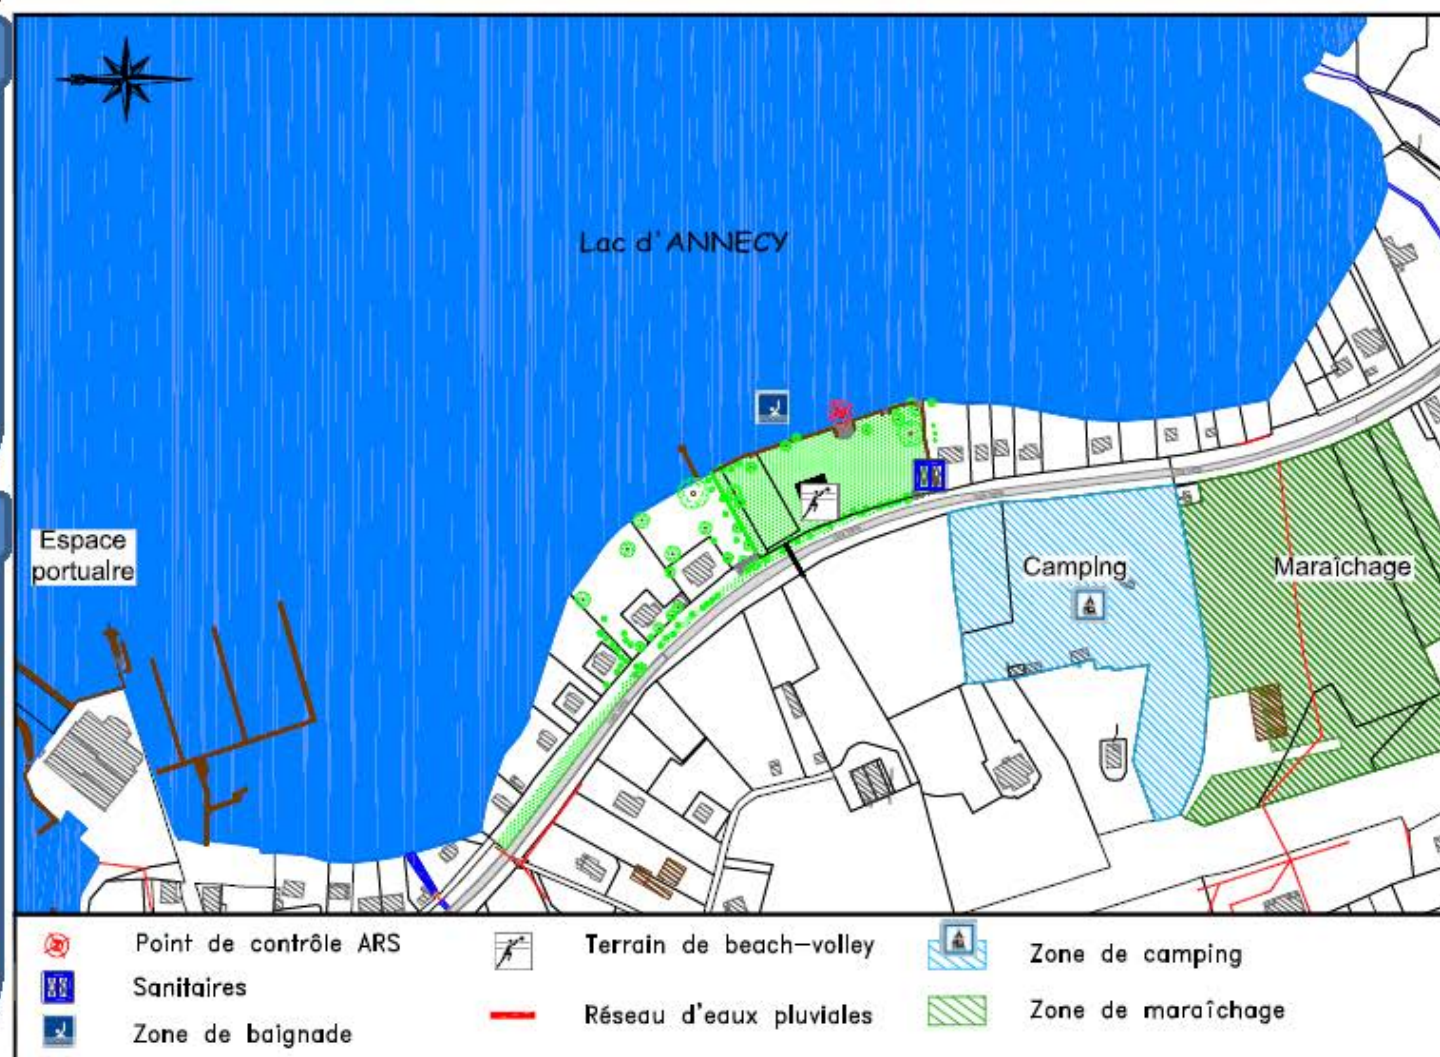 Lac d'ANNECY
Espace
portuaire
Camping
Maraîchage
Point de contrôle ARS
Sanitaires
Zone de baignade
Terrain de beach-volley
Réseau d'eaux pluviales
Zone de camping
Zone de maraîchage